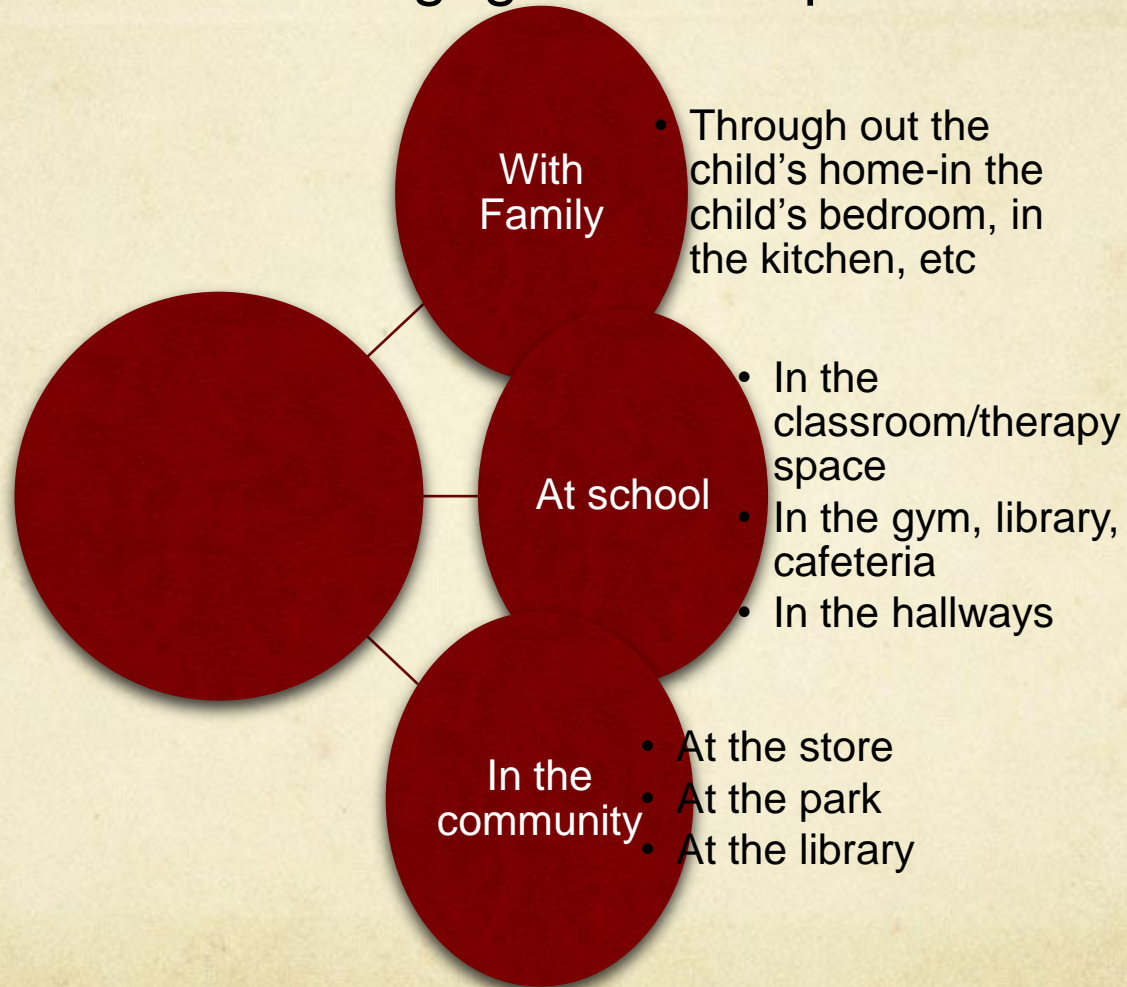 With
Family
• Through out the
child's home-in the
child's bedroom, in
the kitchen, etc
At school
• In the
classroom/therapy
space
• In the gym, library,
cafeteria
• In the hallways
In the
community
• At the store
• At the park
• At the library